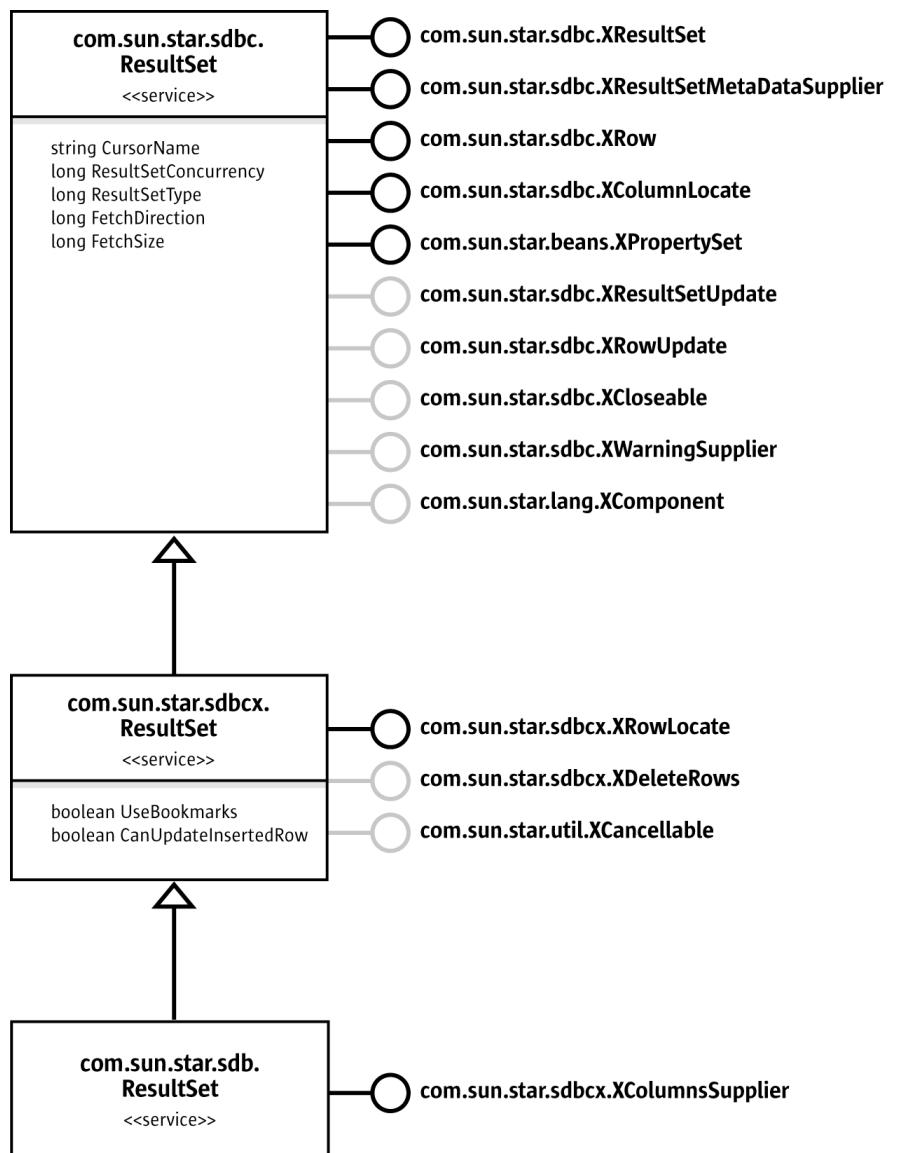 com.sun.star.sdbc.
ResultSet
<<service>>
string CursorName
long ResultSetConcurrency
long ResultSetType
long FetchDirection
long FetchSize
com.sun.star.sdbc.XResultSet
com.sun.star.sdbc.XResultSetMetaDataSupplier
com.sun.star.sdbc.XRow
com.sun.star.sdbc.XColumnLocate
com.sun.star.beans.XPropertySet
com.sun.star.sdbc.XResultSetUpdate
com.sun.star.sdbc.XRowUpdate
com.sun.star.sdbc.XCloseable
com.sun.star.sdbc.XWarningSupplier
com.sun.star.lang.XComponent
com.sun.star.sdbcx.
ResultSet
<<service>>
boolean UseBookmarks
boolean CanUpdateInsertedRow
com.sun.star.sdbcx.XRowLocate
com.sun.star.sdbcx.XDeleteRows
com.sun.star.util.XCancellable
com.sun.star.sdb.
ResultSet
<<service>>
com.sun.star.sdbcx.XColumnsSupplier